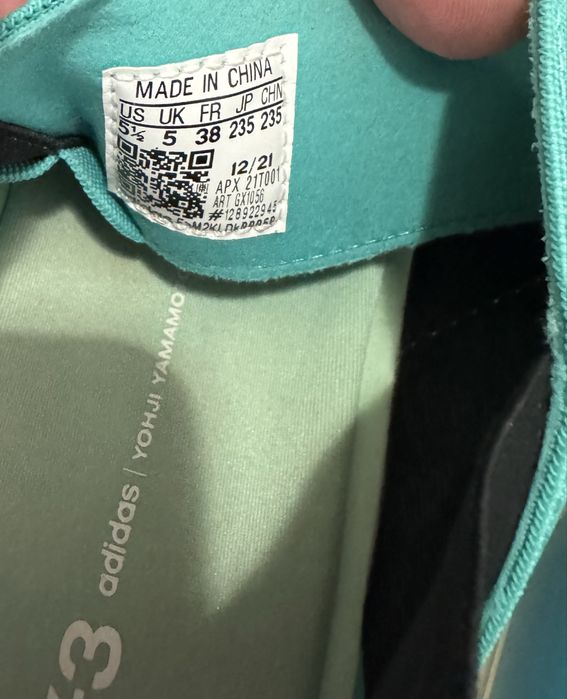 MADE IN CHINA
US UK FR JP CHN
5½ 5 38 235 235
12/21
APX 21T001
ART GX1056
#128922945
adidas | YOHJI YAMAMO
3